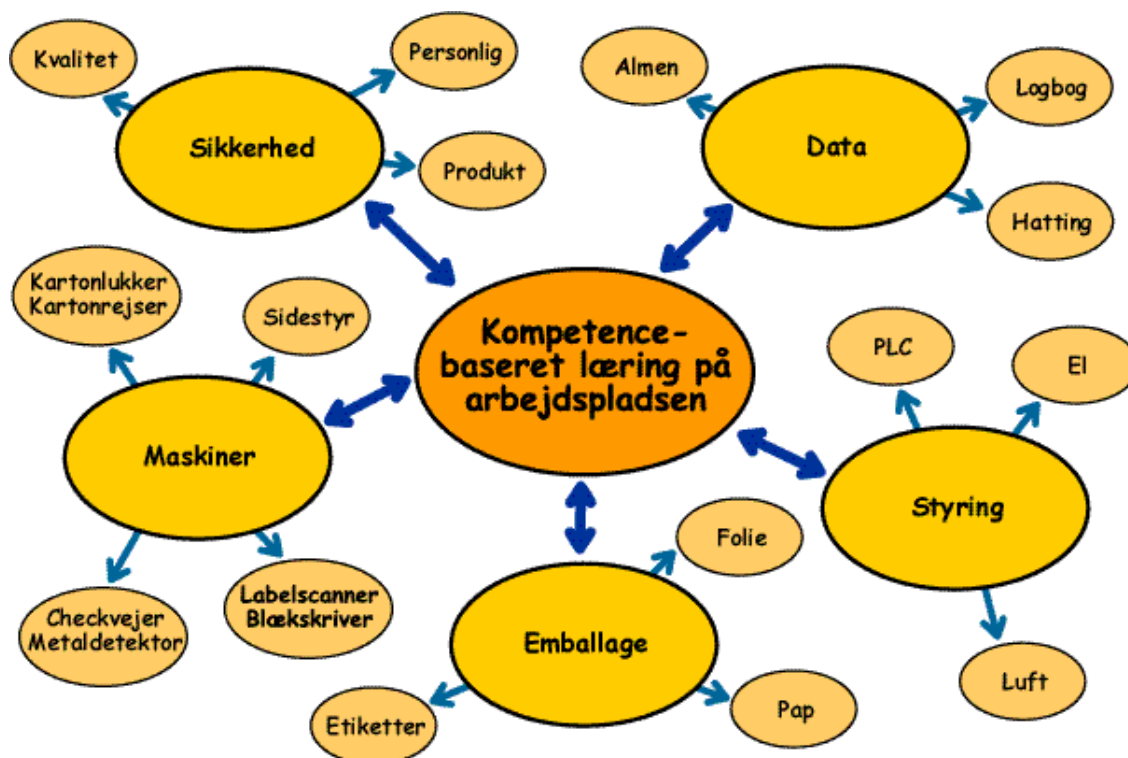 Kvalitet
Personlig
Sikkerhed
Produkt
Almen
Logbog
Data
Hatting
Kompetence-
baseret læring på
arbejdspladsen
Kartonlukker
Kartonrejser
Sidestyr
Maskiner
Checkvejer
Metaldetektor
Labelscanner
Blækskriver
PLC
El
Styring
Luft
Folie
Emballage
Etiketter
Pap